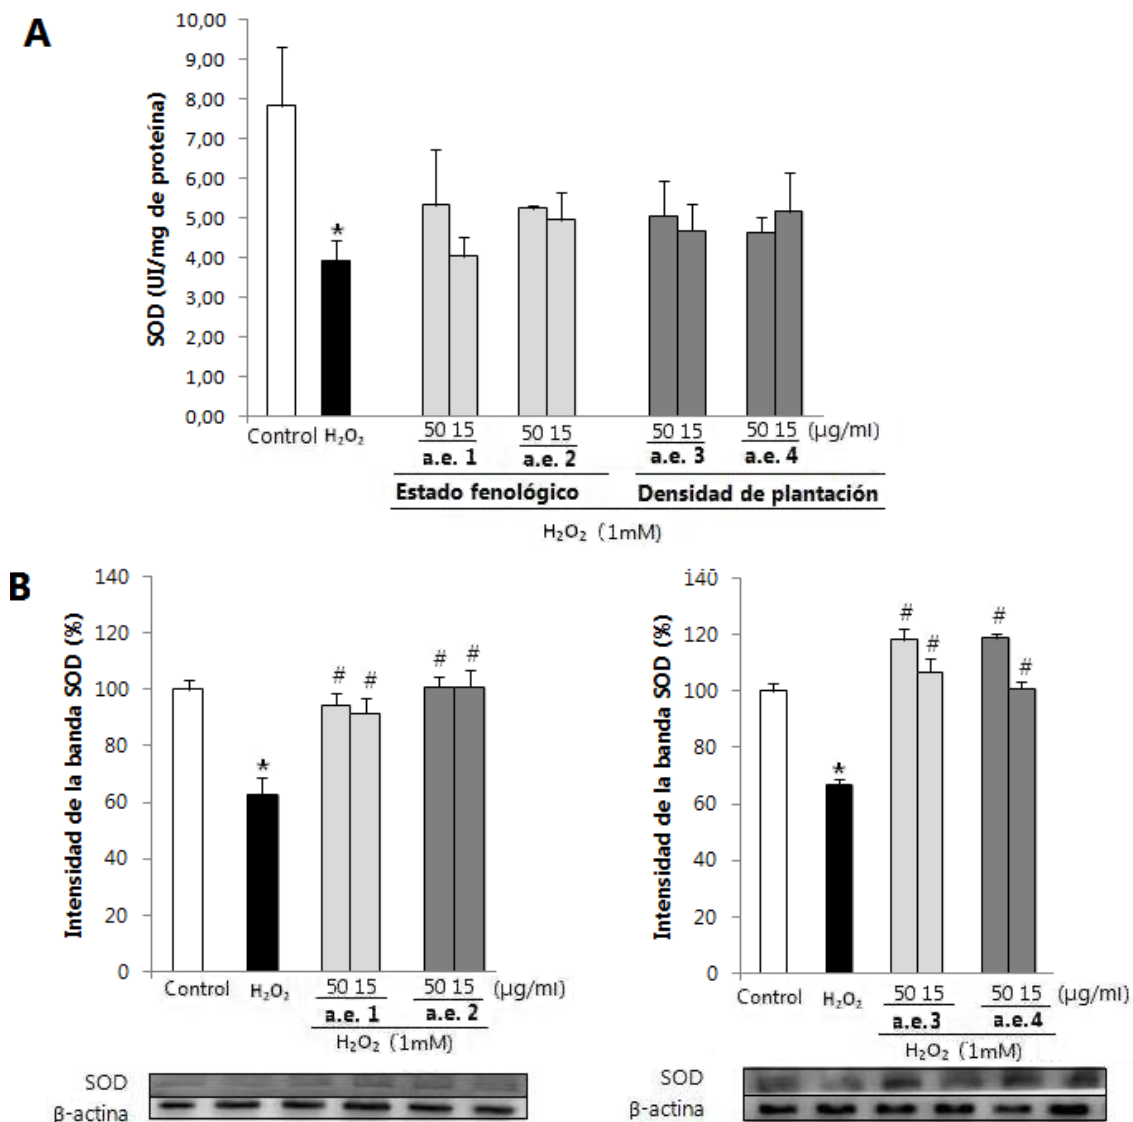 A
SOD (UI/mg de proteína)
10,00
9,00
8,00
7,00
6,00
5,00
4,00
3,00
2,00
1,00
0,00
*
Control H₂O₂
50 15 50 15 50 15 50 15 (µg/ml)
a.e. 1 a.e. 2 a.e. 3 a.e. 4
Estado fenológico Densidad de plantación
H₂O₂ (1mM)
B
Intensidad de la banda SOD (%)
140
120
100
80
60
40
20
0
* # # # #
Control H₂O₂ 50 15 50 15 (µg/ml)
a.e. 1 a.e. 2
H₂O₂ (1mM)
SOD
β-actina
Intensidad de la banda SOD (%)
140
120
100
80
60
40
20
0
* # # # #
Control H₂O₂ 50 15 50 15 (µg/ml)
a.e.3 a.e.4
H₂O₂ (1mM)
SOD
β-actina